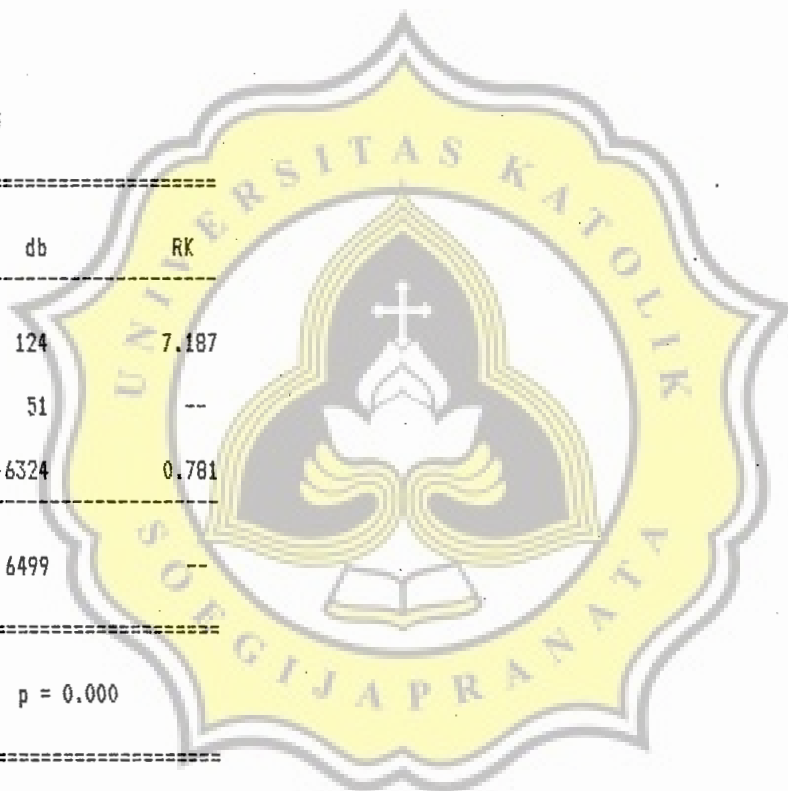 db RK
124 7.187
51 --
6324 0.781
6499 --
p = 0.000
UNIVERSITAS KATOLIK
SOEGIJAPRANATA